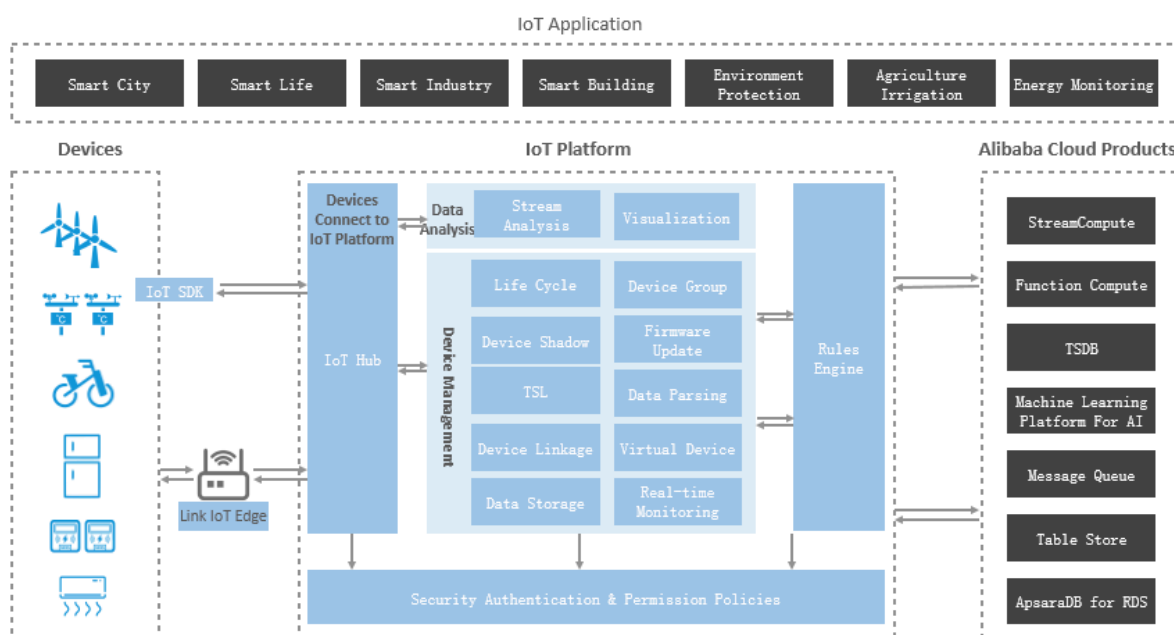 IoT Application
Smart City
Smart Life
Smart Industry
Smart Building
Environment
Protection
Agriculture
Irrigation
Energy Monitoring
Devices
IoT Platform
Alibaba Cloud Products
°C
°C
IoT SDK
Link IoT Edge
Devices
Connect to
IoT Platform
IoT Hub
Data
Analysis
Stream
Analysis
Visualization
Device Management
Life Cycle
Device Group
Device Shadow
Firmware
Update
TSL
Data Parsing
Device Linkage
Virtual Device
Data Storage
Real-time
Monitoring
Rules
Engine
Security Authentication & Permission Policies
StreamCompute
Function Compute
TSDB
Machine Learning
Platform For AI
Message Queue
Table Store
ApsaraDB for RDS